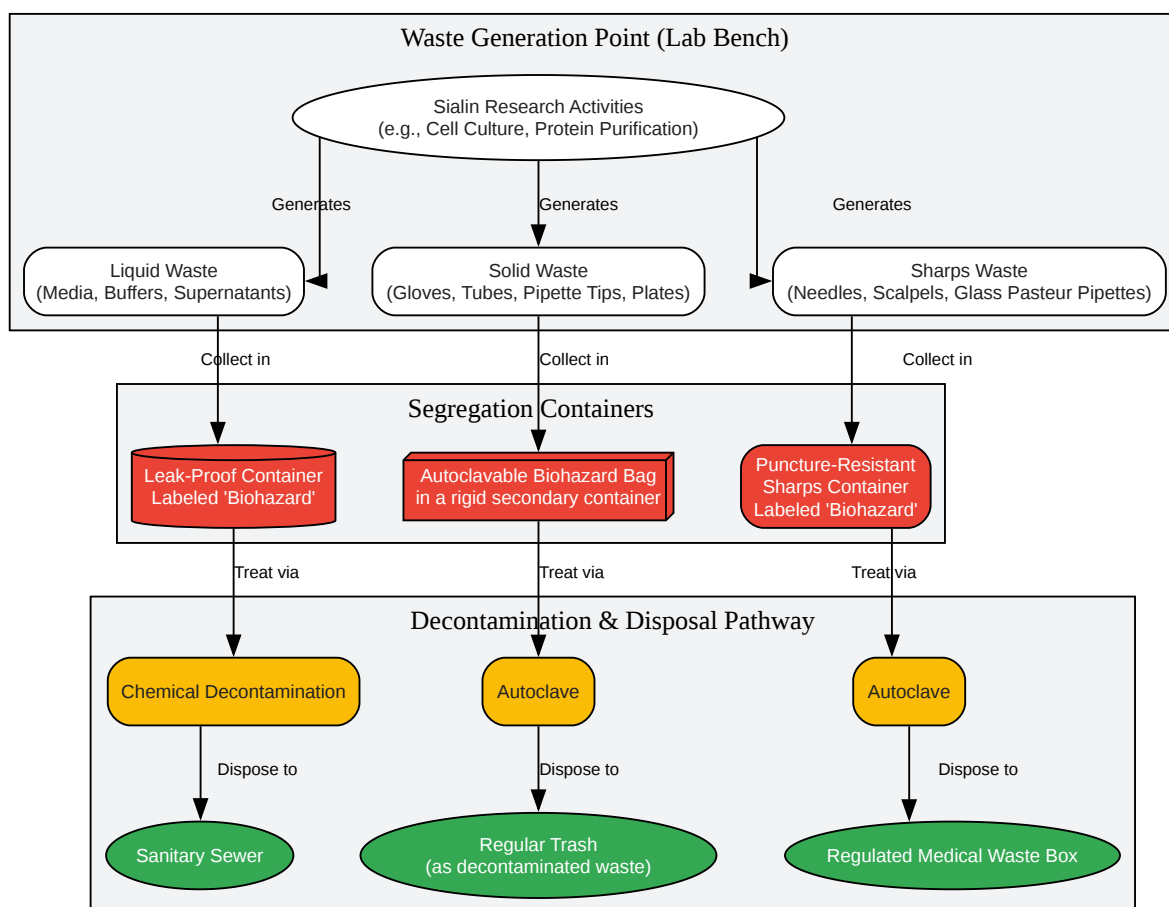 Waste Generation Point (Lab Bench)
Sialin Research Activities
(e.g., Cell Culture, Protein Purification)
Generates
Generates
Generates
Liquid Waste
(Media, Buffers, Supernatants)
Solid Waste
(Gloves, Tubes, Pipette Tips, Plates)
Sharps Waste
(Needles, Scalpels, Glass Pasteur Pipettes)
Collect in
Collect in
Collect in
Segregation Containers
Leak-Proof Container
Labeled 'Biohazard'
Autoclavable Biohazard Bag
in a rigid secondary container
Puncture-Resistant
Sharps Container
Labeled 'Biohazard'
Treat via
Treat via
Treat via
Decontamination & Disposal Pathway
Chemical Decontamination
Autoclave
Autoclave
Dispose to
Dispose to
Dispose to
Sanitary Sewer
Regular Trash
(as decontaminated waste)
Regulated Medical Waste Box